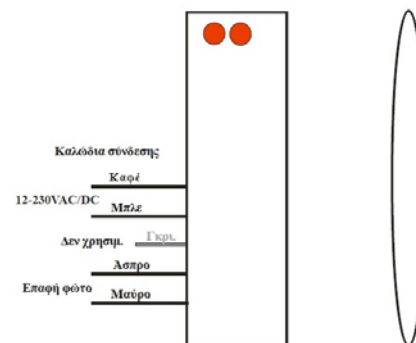 Καλώδια σύνδεσης
Καφέ
12-230VAC/DC
Μπλε
Δεν χρησιμ.
Γκρι.
Άσπρο
Επαφή φώτο
Μαύρο